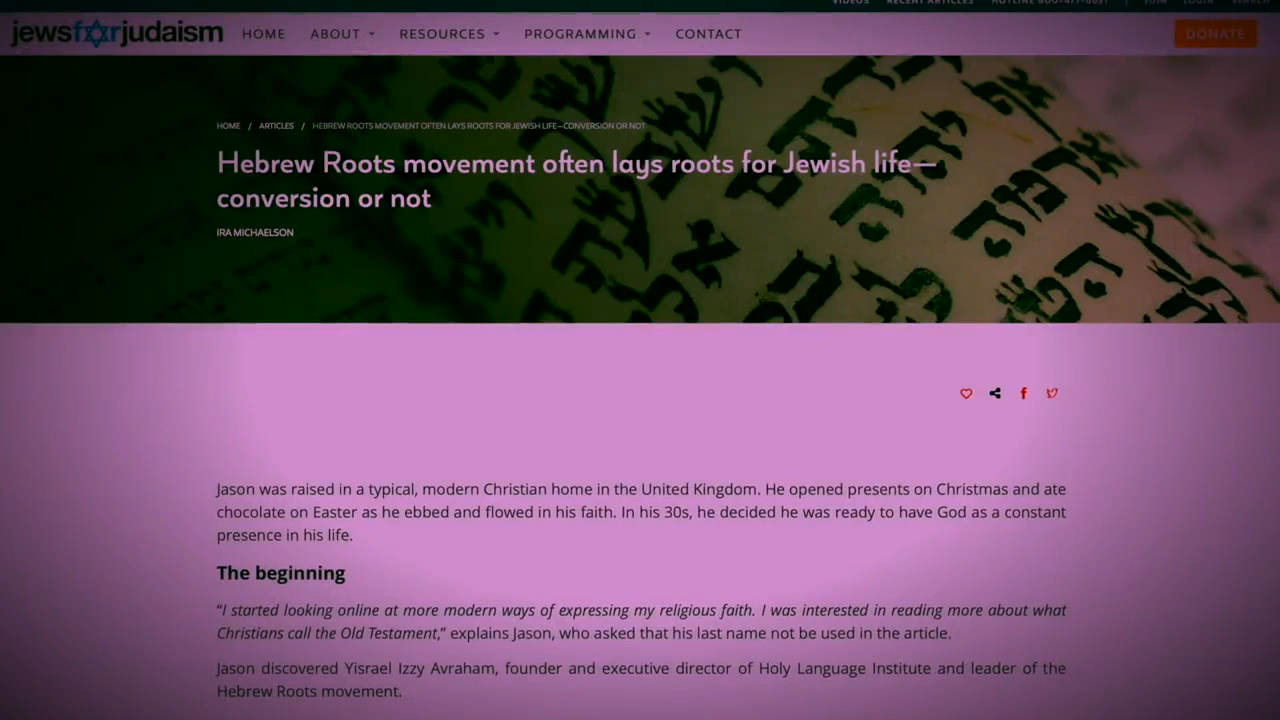 VIDEOS RECENT ARTICLES HOTLINE JOIN LOGIN SEARCH
jewsforjudaism HOME ABOUT RESOURCES PROGRAMMING CONTACT DONATE
HOME / ARTICLES / HEBREW ROOTS MOVEMENT OFTEN LAYS ROOTS FOR JEWISH LIFE—CONVERSION OR NOT
Hebrew Roots movement often lays roots for Jewish life—
conversion or not
IRA MICHAELSON
Jason was raised in a typical, modern Christian home in the United Kingdom. He opened presents on Christmas and ate
chocolate on Easter as he ebbed and flowed in his faith. In his 30s, he decided he was ready to have God as a constant
presence in his life.
The beginning
“I started looking online at more modern ways of expressing my religious faith. I was interested in reading more about what
Christians call the Old Testament,” explains Jason, who asked that his last name not be used in the article.
Jason discovered Yisrael Izzy Avraham, founder and executive director of Holy Language Institute and leader of the
Hebrew Roots movement.